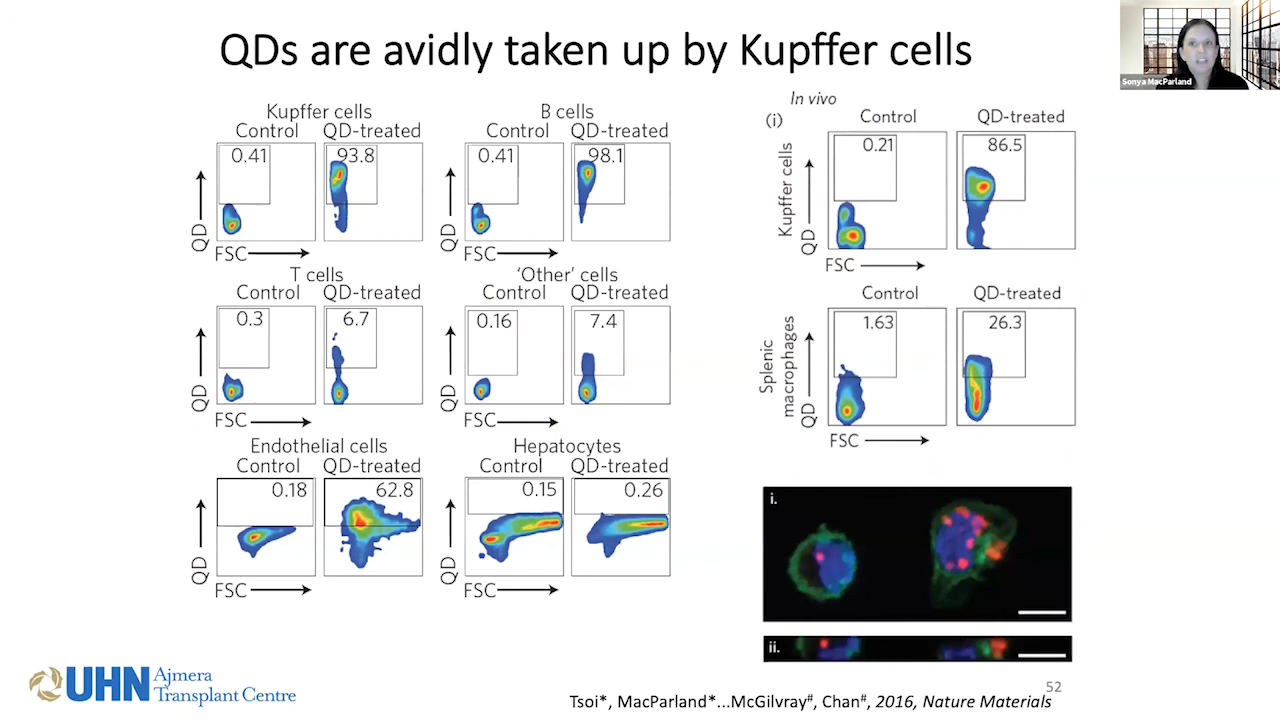 QDs are avidly taken up by Kupffer cells
Sonya MacParland
Kupffer cells
Control QD-treated
0.41 93.8
QD
FSC
B cells
Control QD-treated
0.41 98.1
QD
FSC
T cells
Control QD-treated
0.3 6.7
QD
FSC
'Other' cells
Control QD-treated
0.16 7.4
QD
FSC
Endothelial cells
Control QD-treated
0.18 62.8
QD
FSC
Hepatocytes
Control QD-treated
0.15 0.26
QD
FSC
In vivo
(i)
Control QD-treated
Kupffer cells
QD
0.21 86.5
FSC
Control QD-treated
Splenic
macrophages
QD
1.63 26.3
FSC
i.
ii.
UHN Ajmera
Transplant Centre
52
Tsoi*, MacParland*...McGilvray#, Chan#, 2016, Nature Materials